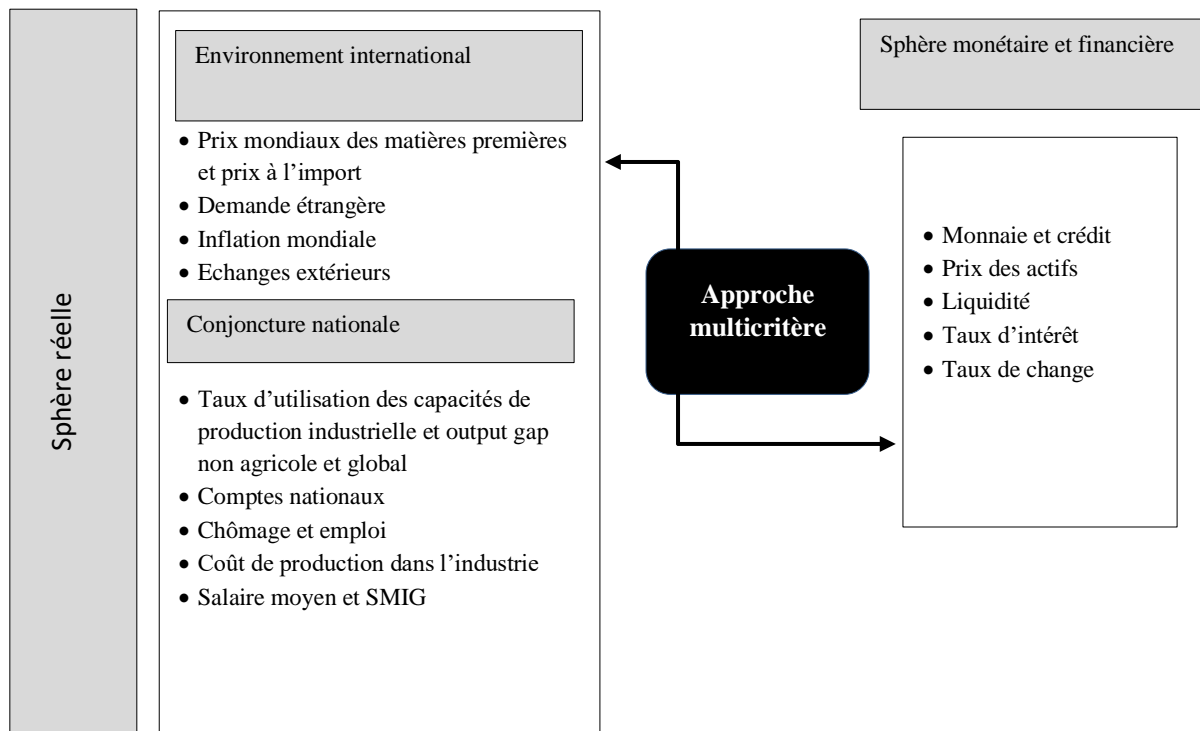 Sphère réelle
Environnement international
• Prix mondiaux des matières premières
et prix à l’import
• Demande étrangère
• Inflation mondiale
• Echanges extérieurs
Conjoncture nationale
• Taux d’utilisation des capacités de
production industrielle et output gap
non agricole et global
• Comptes nationaux
• Chômage et emploi
• Coût de production dans l’industrie
• Salaire moyen et SMIG
Approche
multicritère
Sphère monétaire et financière
• Monnaie et crédit
• Prix des actifs
• Liquidité
• Taux d’intérêt
• Taux de change